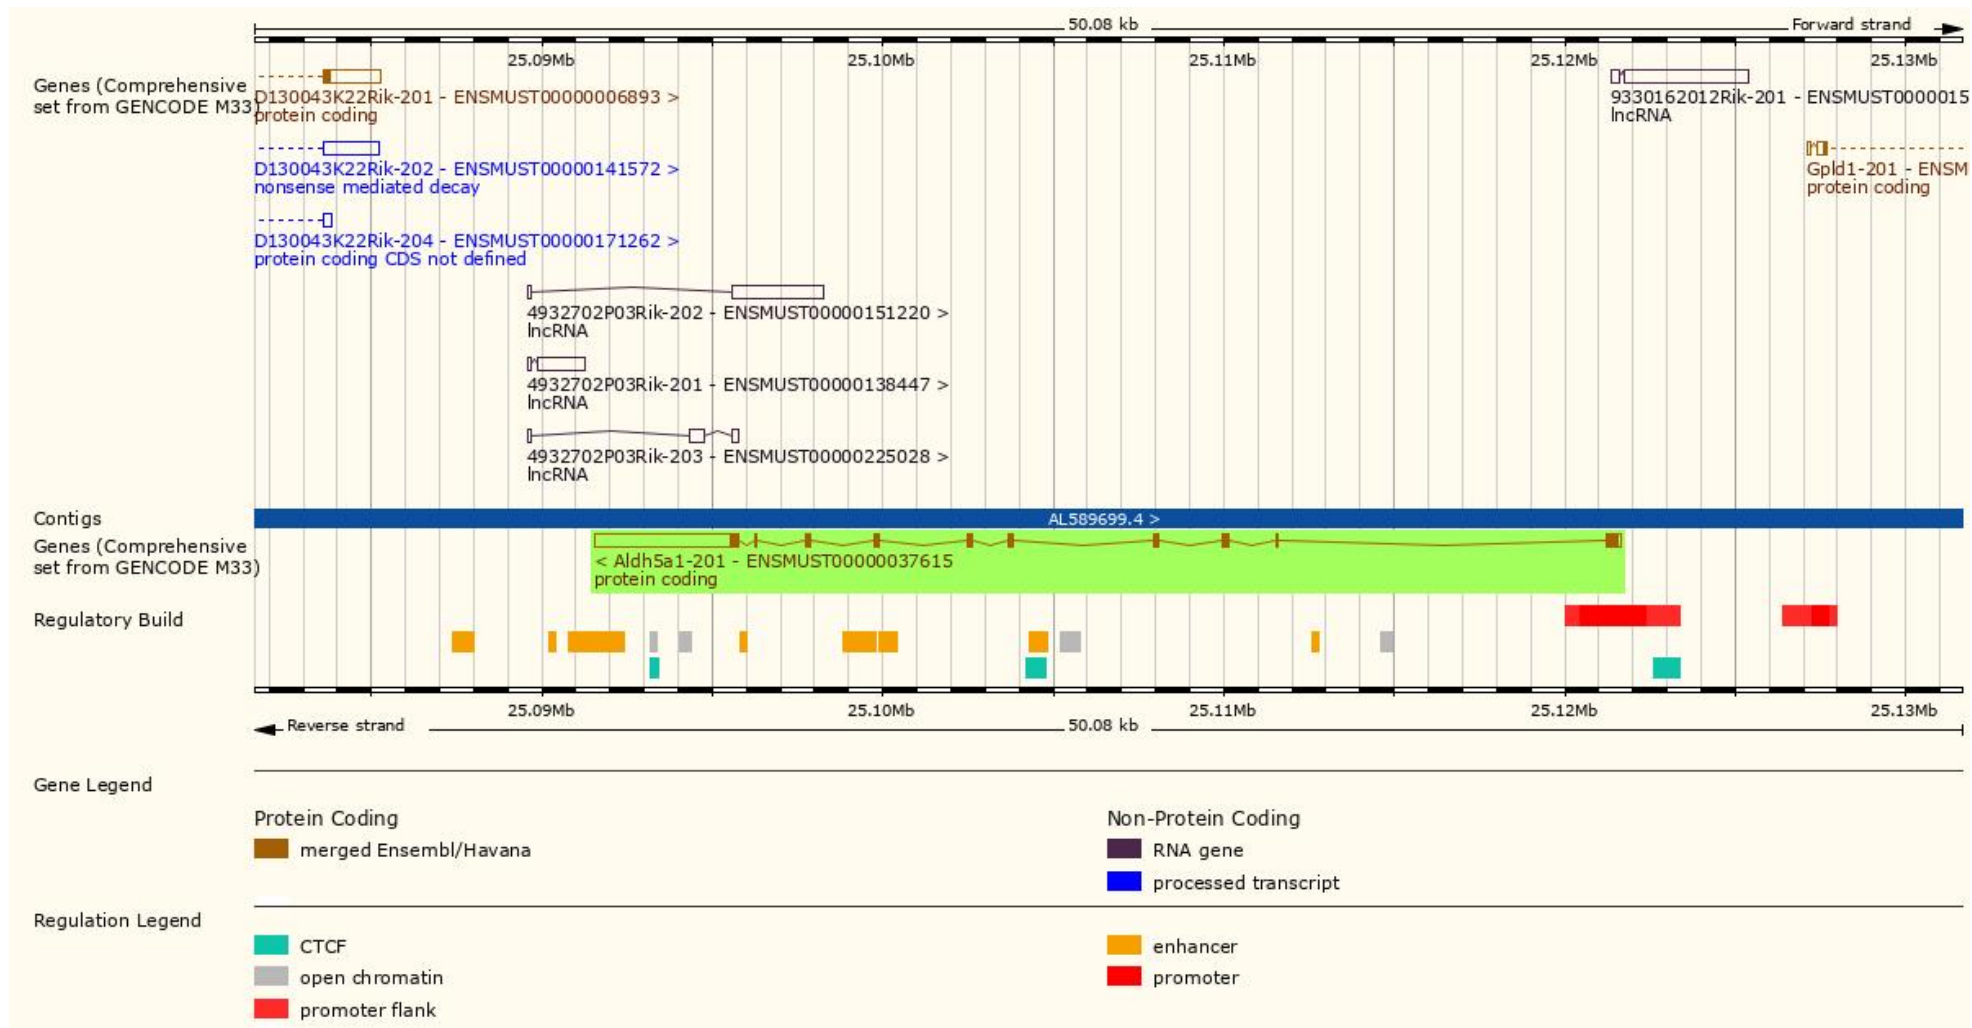 50.08 kb
Forward strand
25.09Mb 25.10Mb 25.11Mb 25.12Mb 25.13Mb
Genes (Comprehensive
set from GENCODE M33)
D130043K22Rik-201 - ENSMUST00000006893 >
protein coding
9330162012Rik-201 - ENSMUST0000015
lncRNA
D130043K22Rik-202 - ENSMUST00000141572 >
nonsense mediated decay
Gpld1-201 - ENSM
protein coding
D130043K22Rik-204 - ENSMUST00000171262 >
protein coding CDS not defined
4932702P03Rik-202 - ENSMUST00000151220 >
lncRNA
4932702P03Rik-201 - ENSMUST00000138447 >
lncRNA
4932702P03Rik-203 - ENSMUST00000225028 >
lncRNA
Contigs
AL589699.4 >
Genes (Comprehensive
set from GENCODE M33)
< Aldh5a1-201 - ENSMUST00000037615
protein coding
Regulatory Build
25.09Mb 25.10Mb 25.11Mb 25.12Mb 25.13Mb
Reverse strand
50.08 kb
Gene Legend
Protein Coding
merged Ensembl/Havana
Non-Protein Coding
RNA gene
processed transcript
Regulation Legend
CTCF
open chromatin
promoter flank
enhancer
promoter